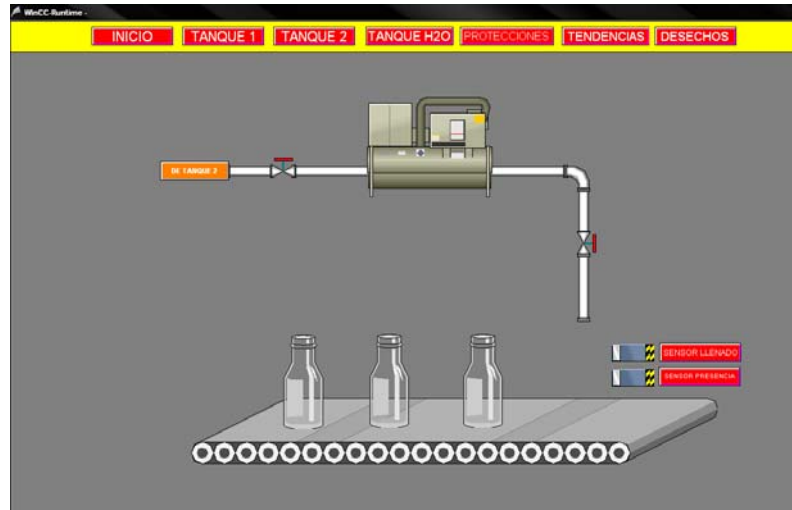 WinCC-Runtime -
INICIO
TANQUE 1
TANQUE 2
TANQUE H2O
PROTECCIONES
TENDENCIAS
DESECHOS
DE TANQUE 2
SENSOR LLENADO
SENSOR PRESENCIA